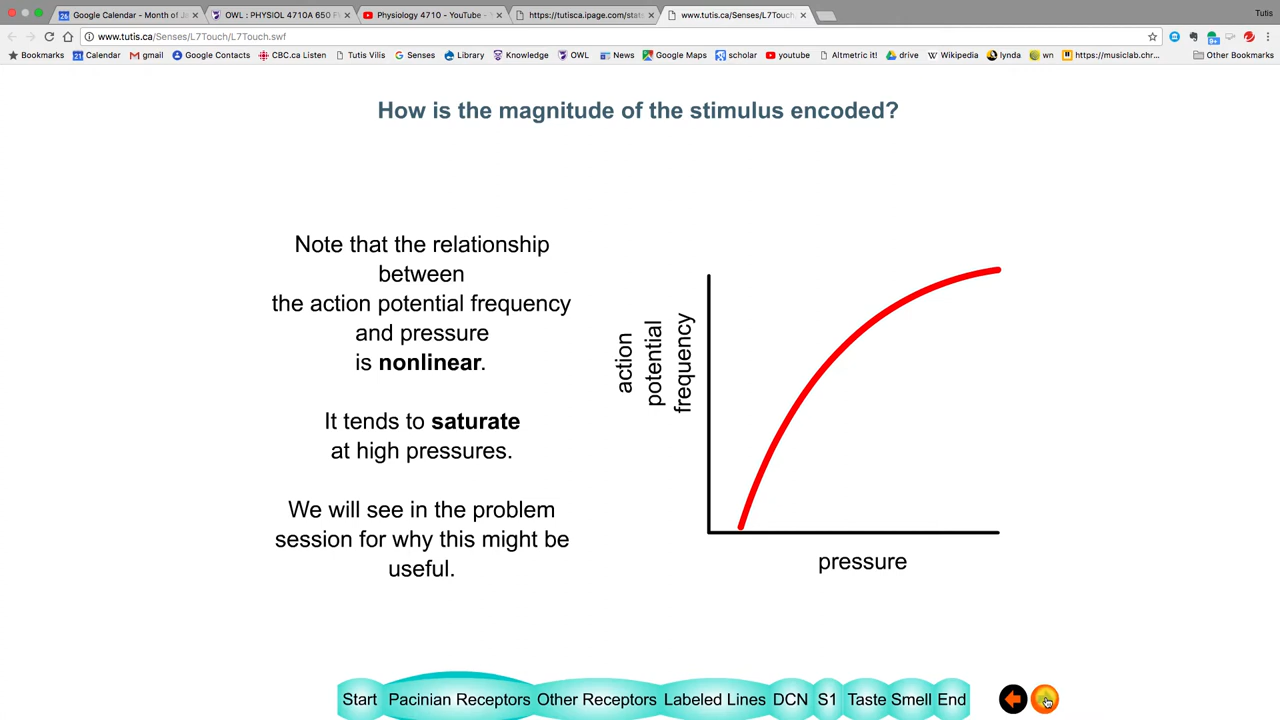 Google Calendar - Month of J
OWL : PHYSIOL 4710A 650 F
Physiology 4710 - YouTube -
https://tutisca.ipage.com/stat
www.tutis.ca/Senses/L7Touch/
Tutis
www.tutis.ca/Senses/L7Touch/L7Touch.swf
Bookmarks
Calendar
gmail
Google Contacts
CBC.ca Listen
Tutis Vilis
Senses
Library
Knowledge
OWL
News
Google Maps
scholar
youtube
Altmetric it!
drive
Wikipedia
lynda
wn
https://musiclab.chr...
Other Bookmarks
How is the magnitude of the stimulus encoded?
Note that the relationship
between
the action potential frequency
and pressure
is nonlinear.
It tends to saturate
at high pressures.
We will see in the problem
session for why this might be
useful.
action
potential
frequency
pressure
Start
Pacinian Receptors
Other Receptors
Labeled Lines
DCN
S1
Taste
Smell
End